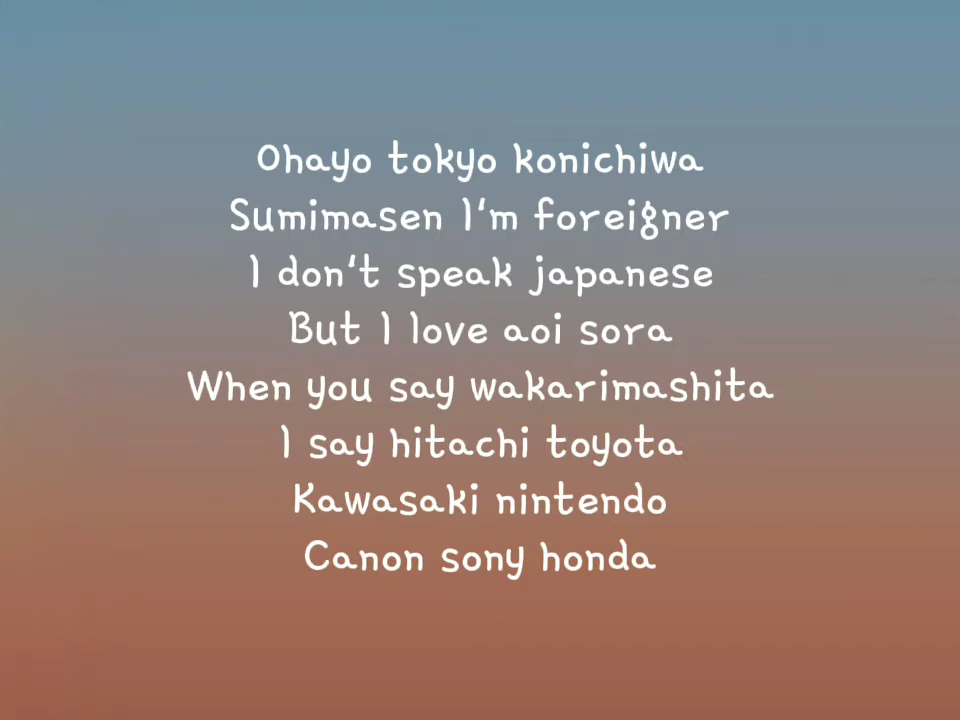 Ohayo tokyo konichiwa
Sumimasen I'm foreigner
I don't speak japanese
But I love aoi sora
When you say wakarimashita
I say hitachi toyota
Kawasaki nintendo
Canon sony honda